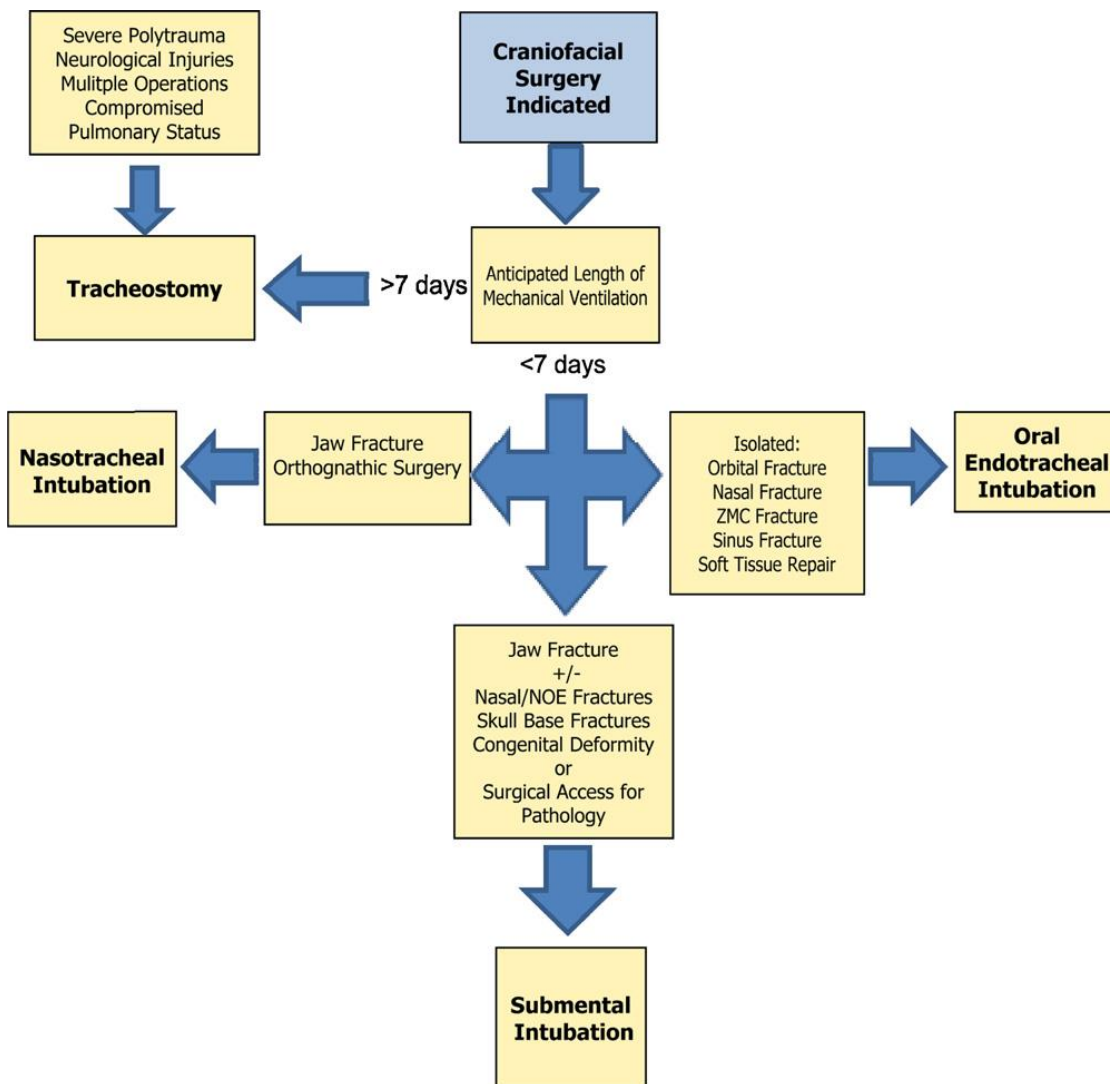 Severe Polytrauma
Neurological Injuries
Mulitple Operations
Compromised
Pulmonary Status
Craniofacial
Surgery
Indicated
Tracheostomy
>7 days
Anticipated Length of
Mechanical Ventilation
<7 days
Nasotracheal
Intubation
Jaw Fracture
Orthognathic Surgery
Isolated:
Orbital Fracture
Nasal Fracture
ZMC Fracture
Sinus Fracture
Soft Tissue Repair
Oral
Endotracheal
Intubation
Jaw Fracture
+/-
Nasal/NOE Fractures
Skull Base Fractures
Congenital Deformity
or
Surgical Access for
Pathology
Submental
Intubation